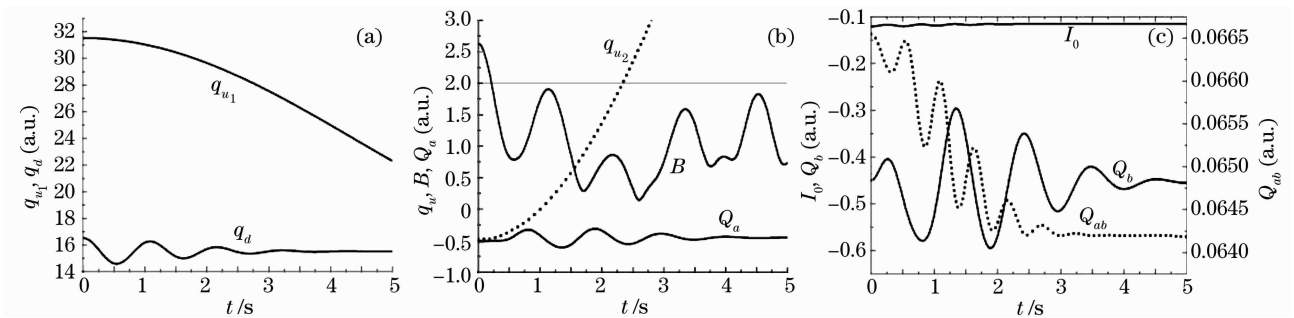 32
30
28
26
24
22
20
18
16
14
q_{u_1}, q_d (a.u.)
(a)
q_{u_1}
q_d
0 1 2 3 4 5
t /s
3.0
2.5
2.0
1.5
1.0
0.5
0
-0.5
-1.0
q_u, B, Q_a (a.u.)
(b)
q_{u_2}
B
Q_a
0 1 2 3 4 5
t /s
-0.1
-0.2
-0.3
-0.4
-0.5
-0.6
I_0, Q_b (a.u.)
I_0
(c)
Q_b
Q_{ab}
0 1 2 3 4 5
t /s
0.0665
0.0660
0.0655
0.0650
0.0645
0.0640
Q_{ab} (a.u.)